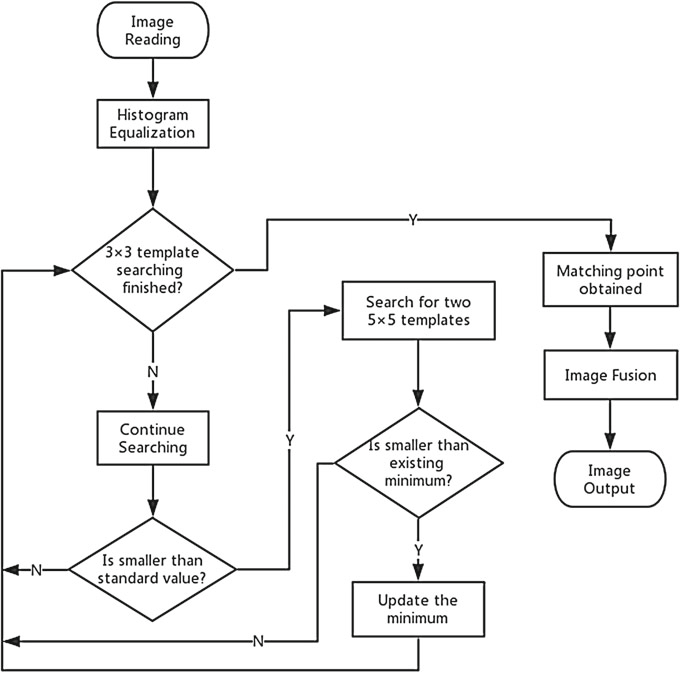 Image
Reading
Histogram
Equalization
3×3 template
searching
finished?
Y
Matching point
obtained
Image Fusion
Image
Output
N
Continue
Searching
Is smaller than
standard value?
N
Y
Search for two
5×5 templates
Is smaller than
existing
minimum?
Y
N
Update the
minimum